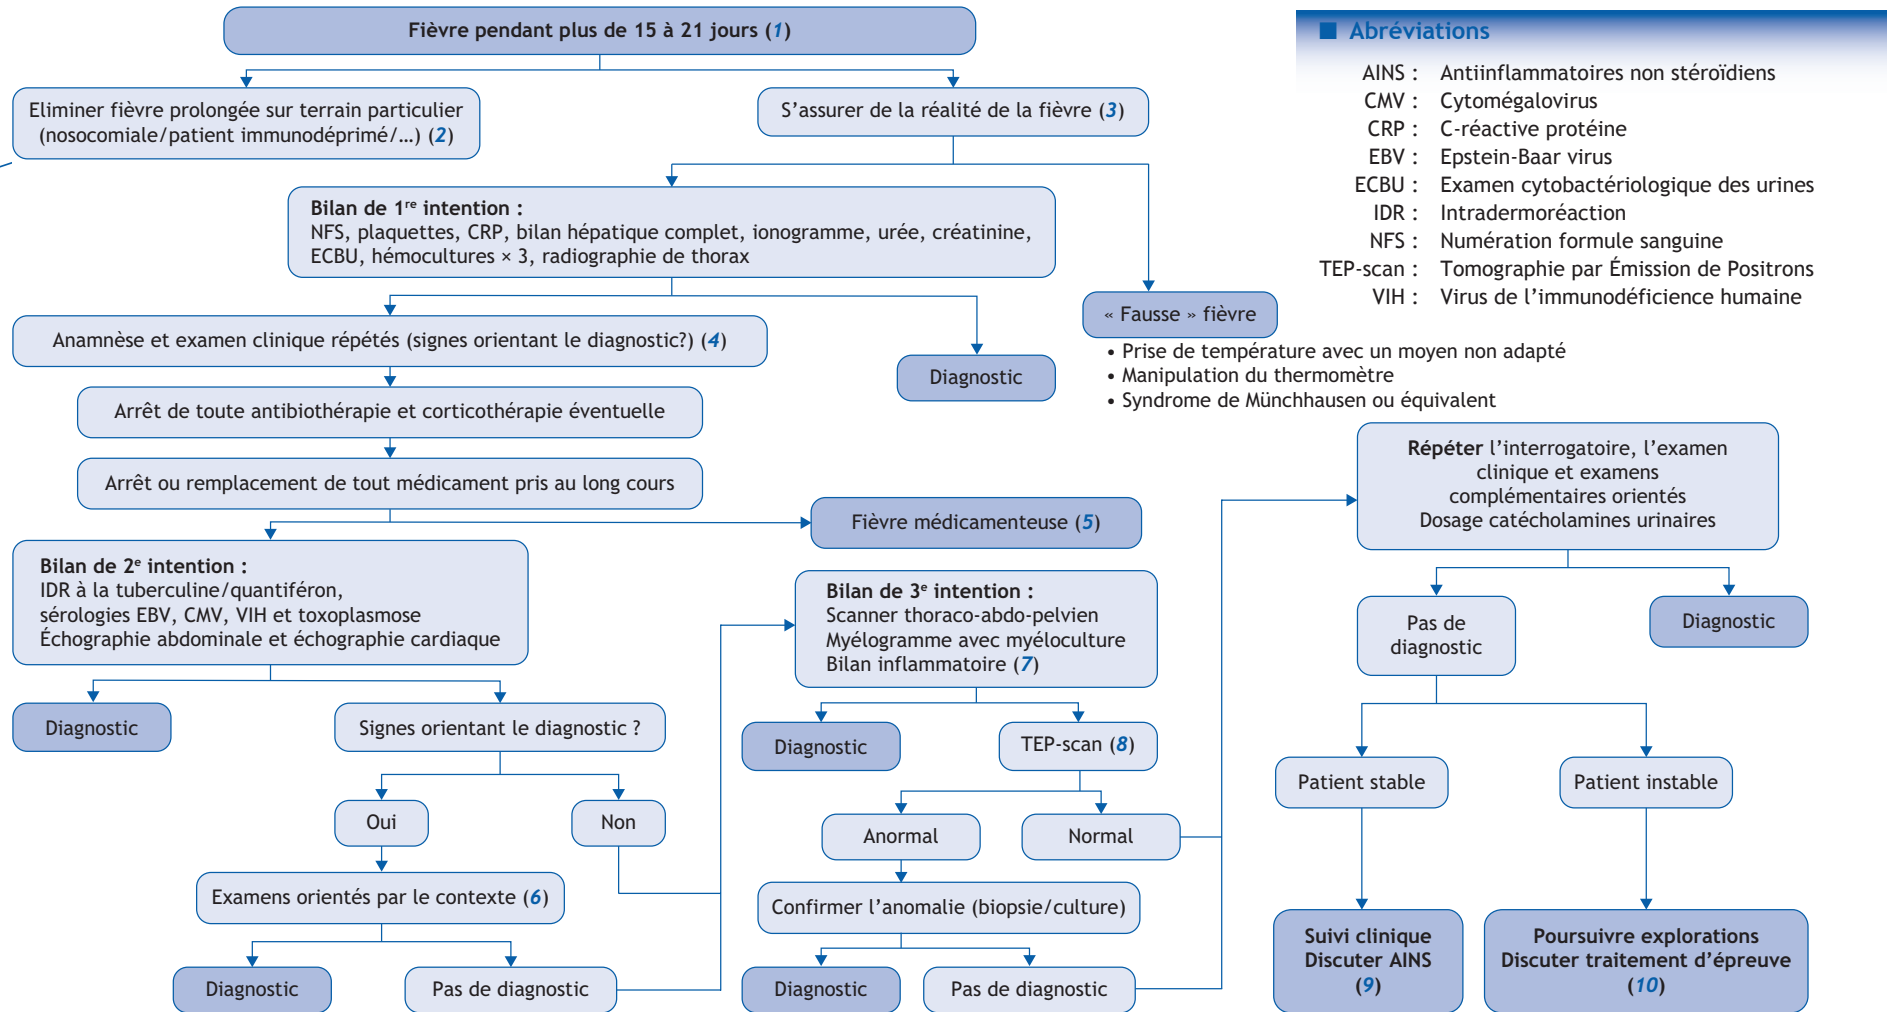 Fièvre pendant plus de 15 à 21 jours (1)
Eliminer fièvre prolongée sur terrain particulier
(nosocomiale/patient immunodéprimé/...) (2)
S'assurer de la réalité de la fièvre (3)
Bilan de 1re intention :
NFS, plaquettes, CRP, bilan hépatique complet, ionogramme, urée, créatinine,
ECBU, hémocultures × 3, radiographie de thorax
Anamnèse et examen clinique répétés (signes orientant le diagnostic?) (4)
Diagnostic
« Fausse » fièvre
• Prise de température avec un moyen non adapté
• Manipulation du thermomètre
• Syndrome de Münchhausen ou équivalent
Arrêt de toute antibiothérapie et corticothérapie éventuelle
Arrêt ou remplacement de tout médicament pris au long cours
Fièvre médicamenteuse (5)
Bilan de 2e intention :
IDR à la tuberculine/quantiféron,
sérologies EBV, CMV, VIH et toxoplasmose
Échographie abdominale et échographie cardiaque
Diagnostic
Signes orientant le diagnostic ?
Oui
Non
Examens orientés par le contexte (6)
Diagnostic
Pas de diagnostic
Bilan de 3e intention :
Scanner thoraco-abdo-pelvien
Myélogramme avec myéloculture
Bilan inflammatoire (7)
Diagnostic
TEP-scan (8)
Anormal
Normal
Confirmer l'anomalie (biopsie/culture)
Diagnostic
Pas de diagnostic
Répéter l'interrogatoire, l'examen
clinique et examens
complémentaires orientés
Dosage catécholamines urinaires
Pas de
diagnostic
Diagnostic
Patient stable
Patient instable
Suivi clinique
Discuter AINS
(9)
Poursuivre explorations
Discuter traitement d'épreuve
(10)
■ Abréviations
AINS : Antiinflammatoires non stéroïdiens
CMV : Cytomégalovirus
CRP : C-réactive protéine
EBV : Epstein-Baar virus
ECBU : Examen cytobactériologique des urines
IDR : Intradermoréaction
NFS : Numération formule sanguine
TEP-scan : Tomographie par Émission de Positrons
VIH : Virus de l'immunodéficience humaine